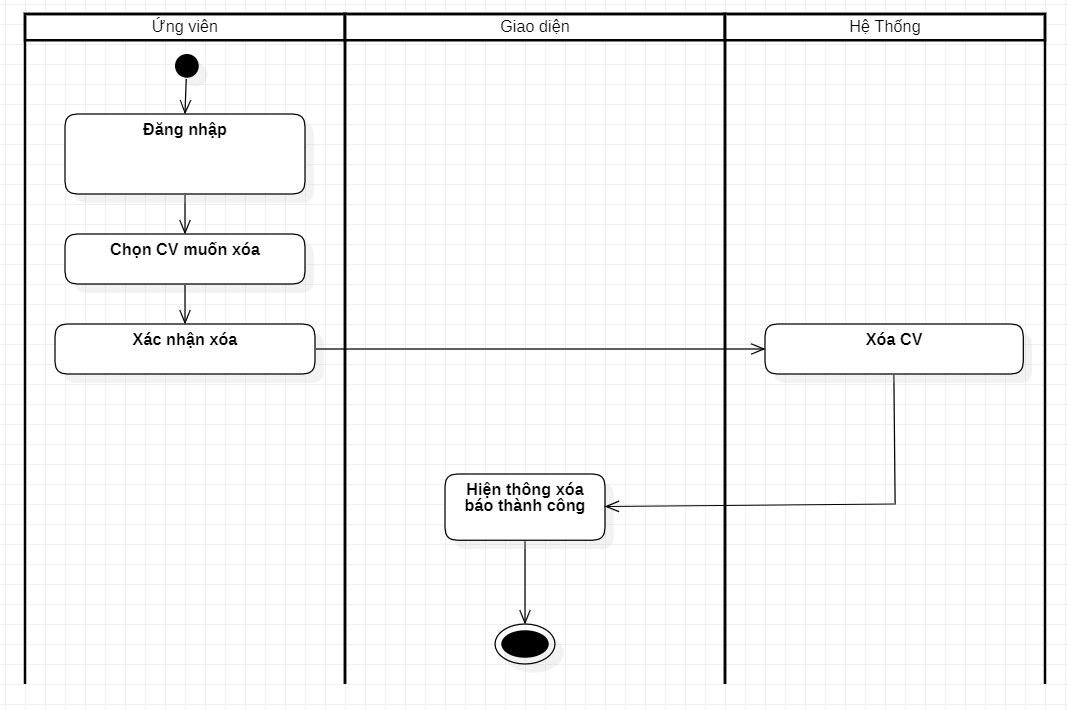 Ứng viên
Giao diện
Hệ Thống
Đăng nhập
Chọn CV muốn xóa
Xác nhận xóa
Xóa CV
Hiện thông xóa
báo thành công